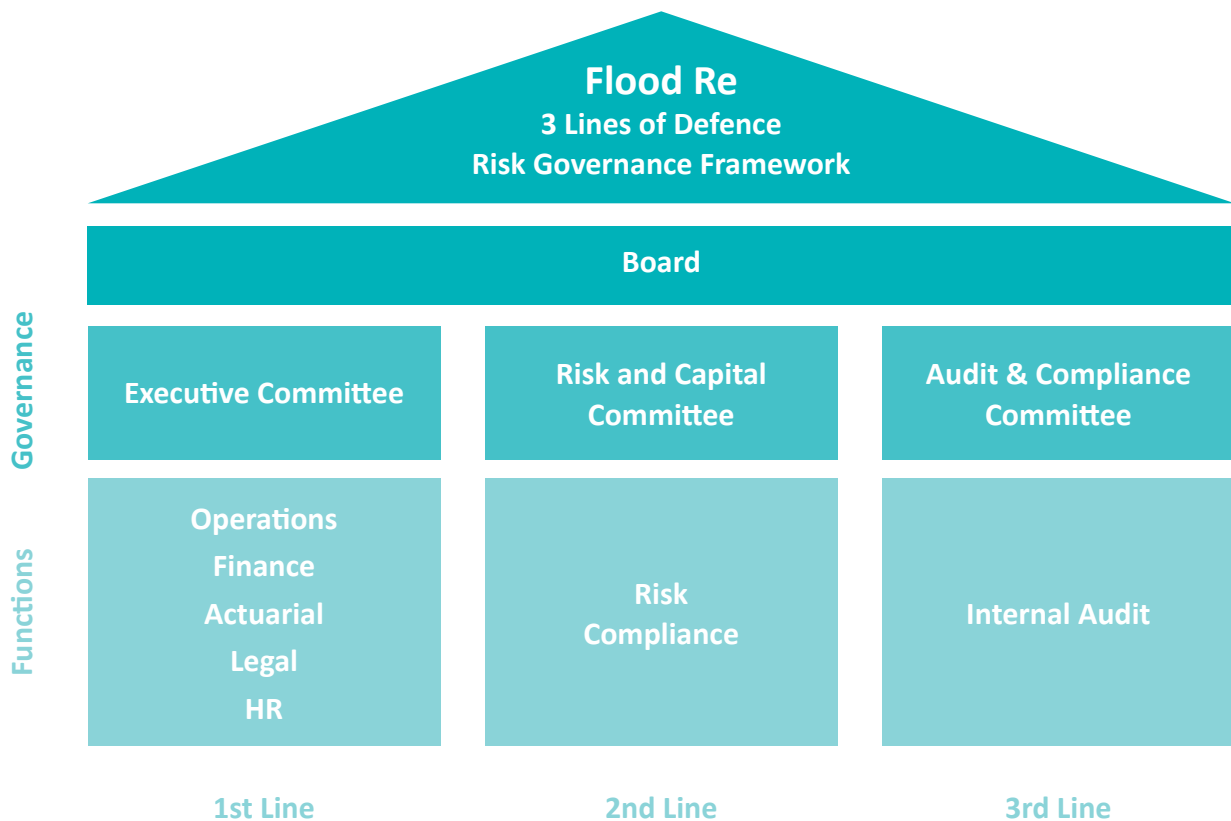 Flood Re
3 Lines of Defence
Risk Governance Framework
Board
Governance
Executive Committee
Risk and Capital
Committee
Audit & Compliance
Committee
Functions
Operations
Finance
Actuarial
Legal
HR
Risk
Compliance
Internal Audit
1st Line
2nd Line
3rd Line